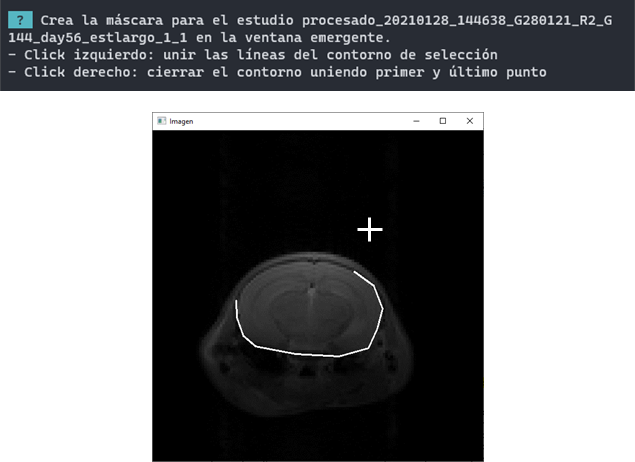 ? Crea la máscara para el estudio procesado_20210128_144638_G280121_R2_G
144_day56_estlargo_1_1 en la ventana emergente.
- Click izquierdo: unir las líneas del contorno de selección
- Click derecho: cierrar el contorno uniendo primer y último punto
Imagen